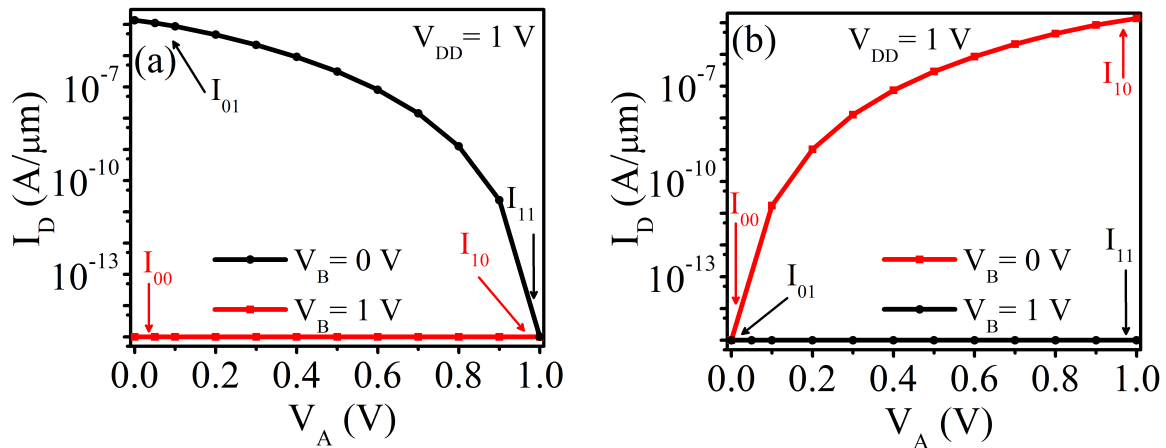 (a)
V_DD = 1 V
I_01
I_11
I_00
I_10
V_B = 0 V
V_B = 1 V
10^-7
10^-10
10^-13
I_D (A/μm)
0.0 0.2 0.4 0.6 0.8 1.0
V_A (V)
(b)
V_DD = 1 V
I_10
I_00
I_01
I_11
V_B = 0 V
V_B = 1 V
10^-7
10^-10
10^-13
I_D (A/μm)
0.0 0.2 0.4 0.6 0.8 1.0
V_A (V)